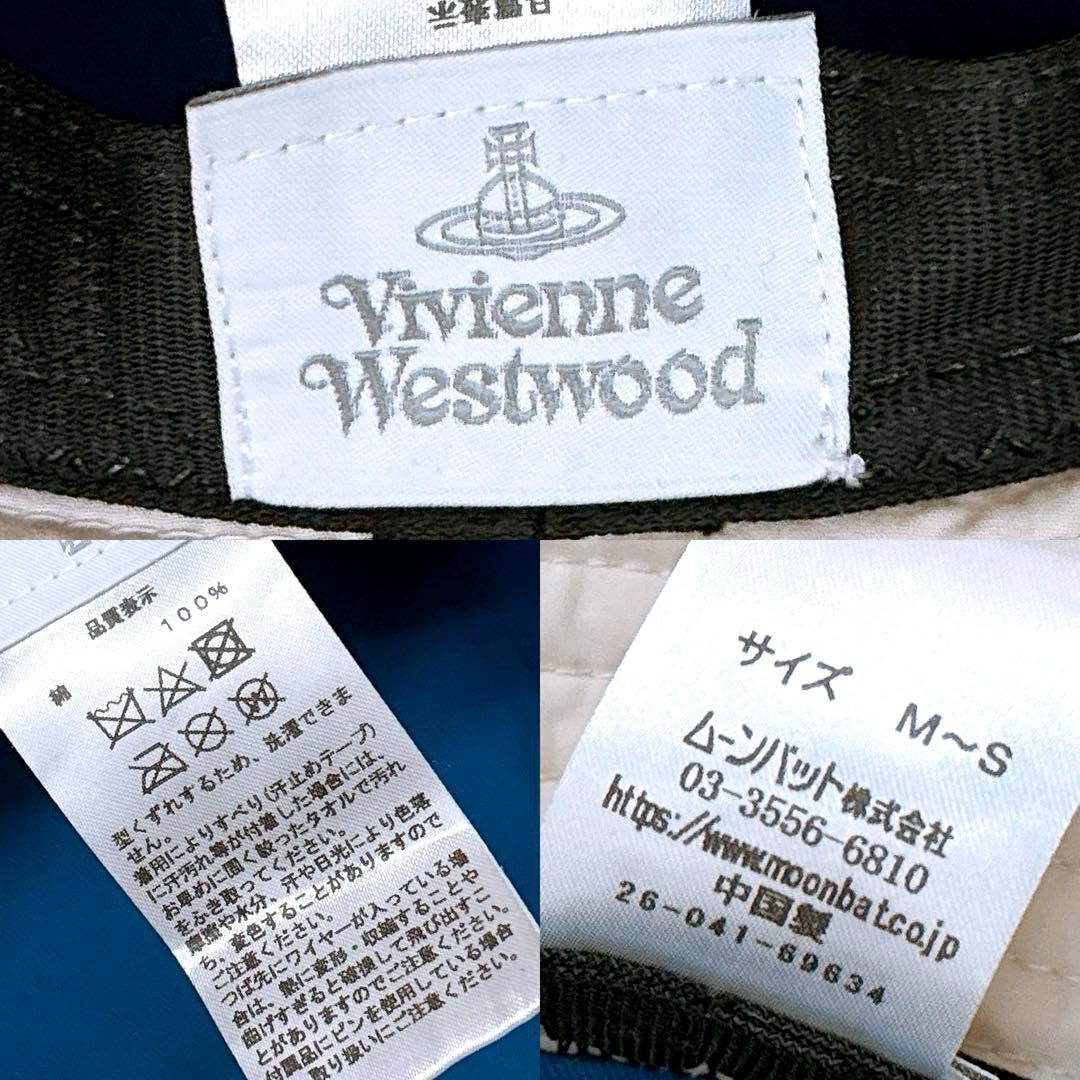 品質表示
Vivienne
Westwood
品質表示
綿 100%
型くずれするため、洗濯できま
せん。
着用によりすべり(汗止めテープ)
に汗汚れ等が付着した場合には、
お早めに固く絞ったタオルで汚れ
をふき取ってください。
摩擦や水分、汗や日光により色落
ち、変色することがありますので
ご注意ください。
つば先にワイヤーが入っている場
合は、無に変形・収縮することや
曲げすぎると破損して飛び出すこ
とがありますのでご注意ください。
付属品にピンを使用している場合
取り扱いにご注意ください。
サイズ M~S
ムーンバット株式会社
03-3556-6810
https://www.moonbat.co.jp
中国製
26-041-69634